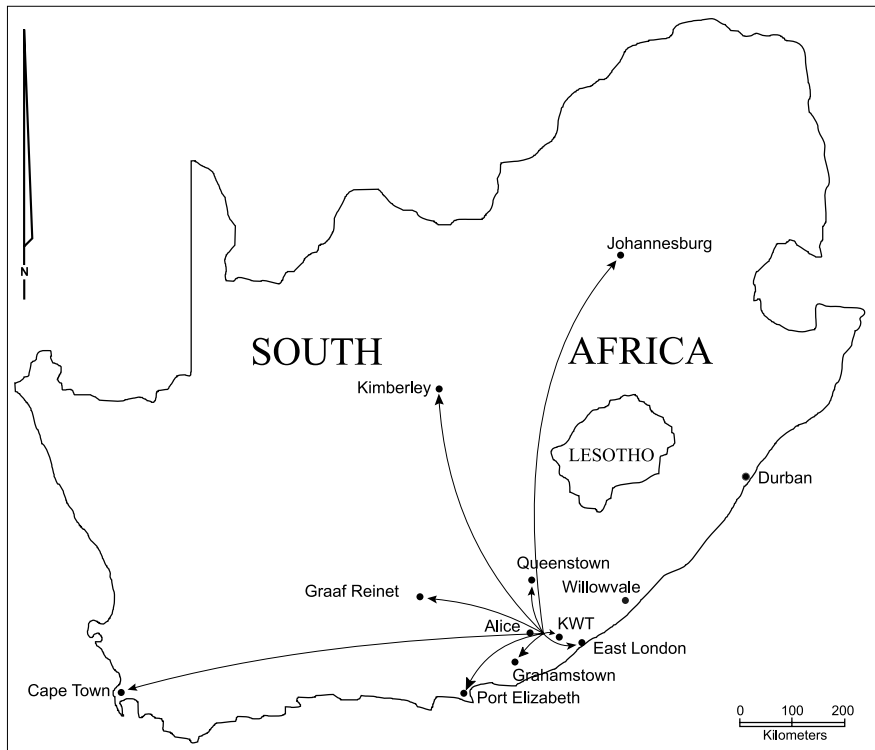 Johannesburg
N
SOUTH AFRICA
Kimberley
LESOTHO
Durban
Queenstown
Graaf Reinet
Willowvale
Alice
KWT
East London
Grahamstown
Cape Town
Port Elizabeth
0 100 200
Kilometers